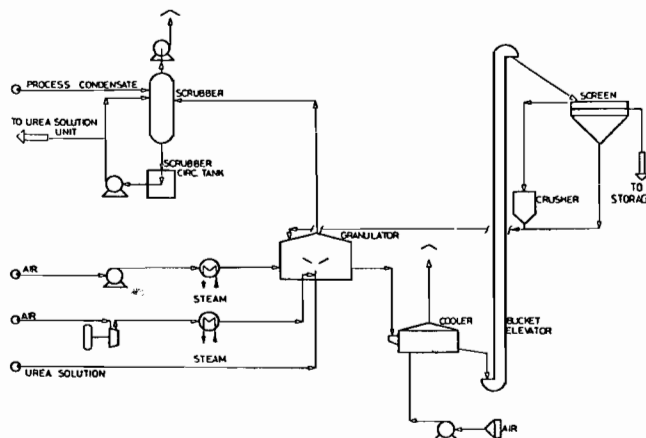 PROCESS CONDENSATE
SCRUBBER
TO UREA SOLUTION
UNIT
SCRUBBER
CIRC. TANK
SCREEN
TO
STORAG
CRUSHER
GRANULATOR
AIR
STEAM
AIR
STEAM
UREA SOLUTION
COOLER
BUCKET
ELEVATOR
AIR